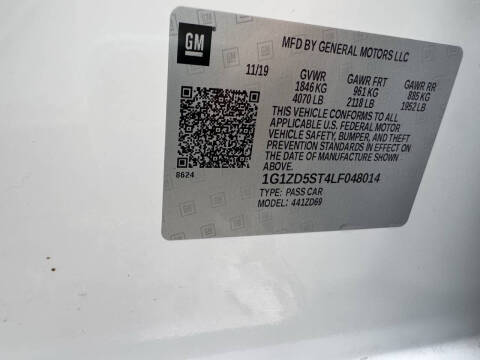 GM
MFD BY GENERAL MOTORS LLC
11/19 GVWR GAWR FRT GAWR RR
1846 KG 961 KG 885 KG
4070 LB 2118 LB 1952 LB
THIS VEHICLE CONFORMS TO ALL
APPLICABLE U.S. FEDERAL MOTOR
VEHICLE SAFETY, BUMPER, AND THEFT
PREVENTION STANDARDS IN EFFECT ON
THE DATE OF MANUFACTURE SHOWN
ABOVE.
8624
1G1ZD5ST4LF048014
TYPE: PASS CAR
MODEL: 441ZD69